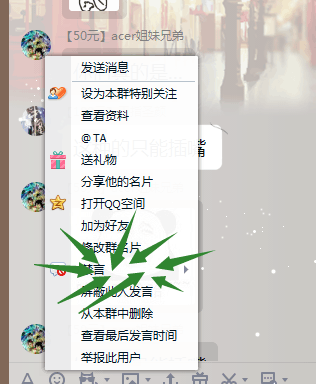 【50元】acer姐妹兄弟
发送消息
设为本群特别关注
查看资料
@ TA
送礼物
分享他的名片
打开QQ空间
加为好友
修改群名片
禁言
屏蔽此人发言
从本群中删除
查看最后发言时间
举报此用户